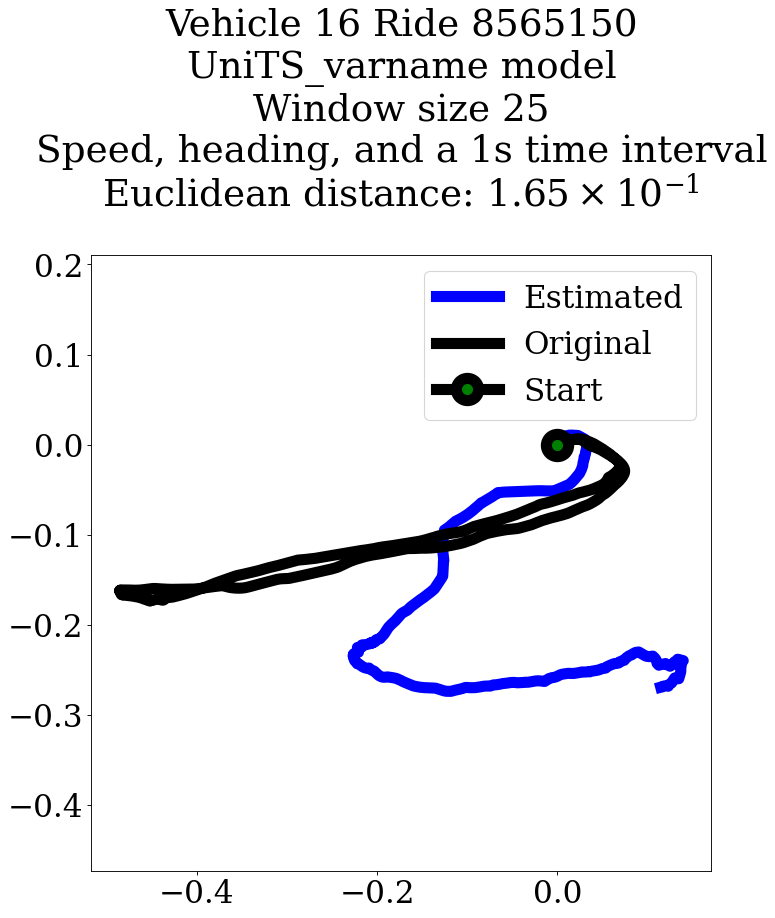 Vehicle 16 Ride 8565150
UniTS_varname model
Window size 25
Speed, heading, and a 1s time interval
Euclidean distance: 1.65 × 10⁻¹
Estimated
Original
Start
0.2
0.1
0.0
−0.1
−0.2
−0.3
−0.4
−0.4 −0.2 0.0